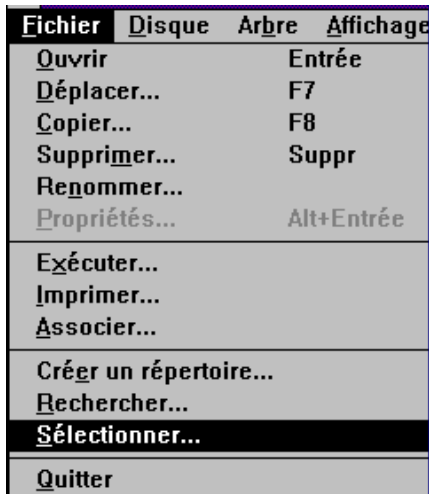 Fichier Disque Arbre Affichage
Ouvrir Entrée
Déplacer... F7
Copier... F8
Supprimer... Suppr
Renommer...
Propriétés... Alt+Entrée
Exécuter...
Imprimer...
Associer...
Créer un répertoire...
Rechercher...
Sélectionner...
Quitter